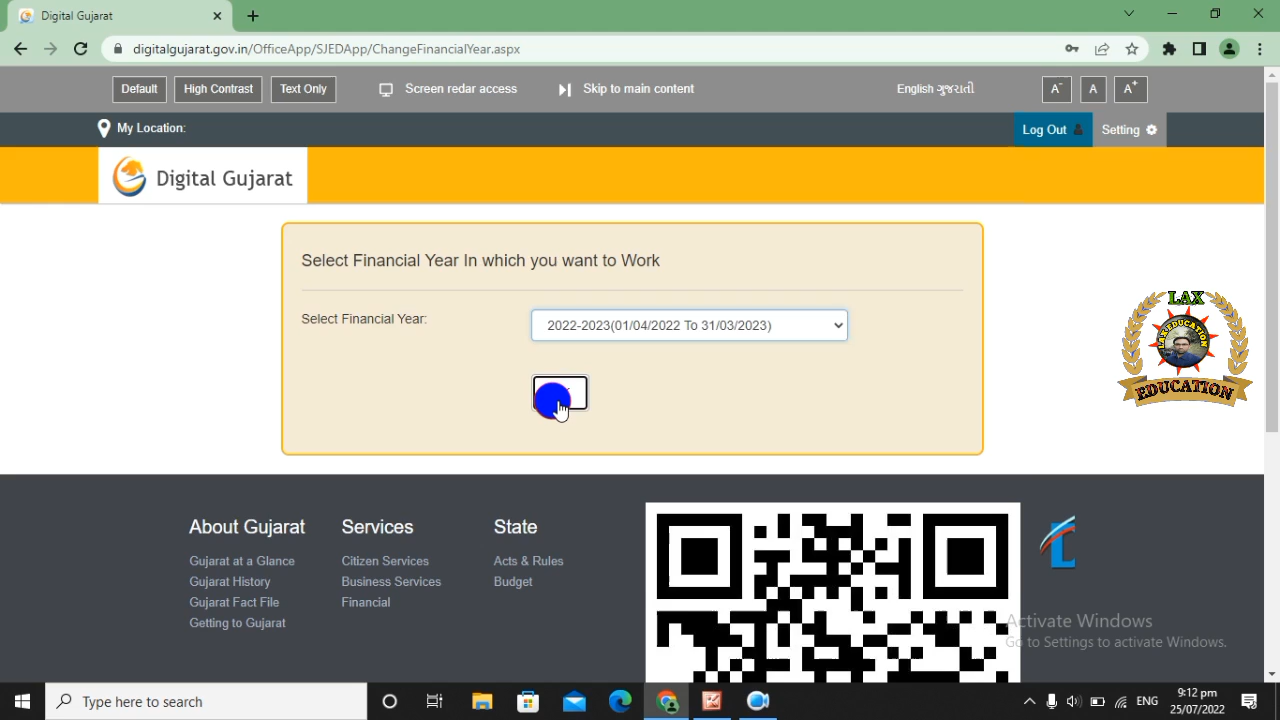 Digital Gujarat
digitalgujarat.gov.in/OfficeApp/SJEDApp/ChangeFinancialYear.aspx
Default High Contrast Text Only Screen redar access Skip to main content English ગુજરાતી A- A A+
My Location: Log Out Setting
Digital Gujarat
Select Financial Year In which you want to Work
Select Financial Year: 2022-2023(01/04/2022 To 31/03/2023)
LAX
LAX EDUCATION
EDUCATION
About Gujarat
Gujarat at a Glance
Gujarat History
Gujarat Fact File
Getting to Gujarat
Services
Citizen Services
Business Services
Financial
State
Acts & Rules
Budget
Activate Windows
Go to Settings to activate Windows.
Type here to search
ENG
9:12 pm
25/07/2022